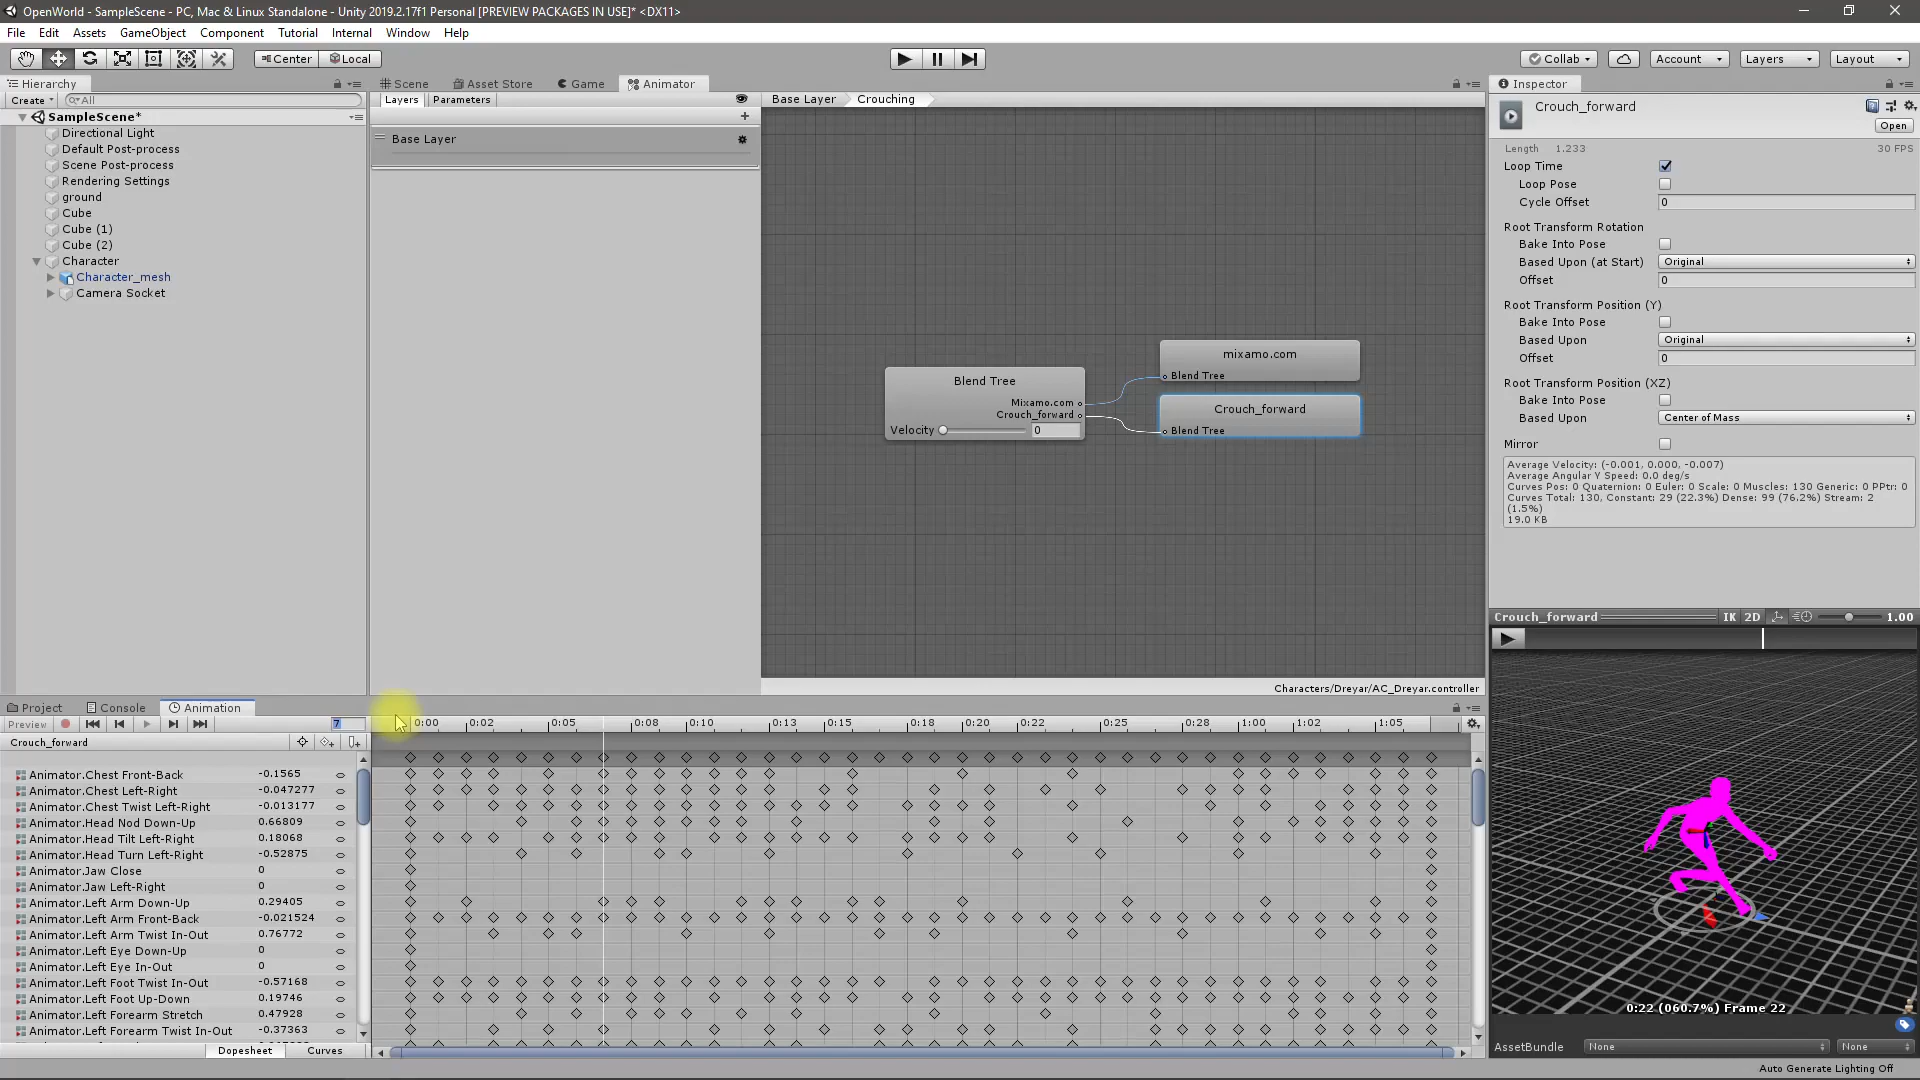 OpenWorld - SampleScene - PC, Mac & Linux Standalone - Unity 2019.2.17f1 Personal [PREVIEW PACKAGES IN USE]* <DX11>
File Edit Assets GameObject Component Tutorial Internal Window Help
Center Local Collab Account Layers Layout
Hierarchy
Create All
SampleScene*
Directional Light
Default Post-process
Scene Post-process
Rendering Settings
ground
Cube
Cube (1)
Cube (2)
Character
Character_mesh
Camera Socket
Scene Asset Store Game Animator
Layers Parameters
Base Layer
Base Layer Crouching
Blend Tree
Mixamo.com
Crouch_forward
Velocity 0
mixamo.com
Blend Tree
Crouch_forward
Blend Tree
Characters/Dreyar/AC_Dreyar.controller
Inspector
Crouch_forward
Open
Length 1.233 30 FPS
Loop Time
Loop Pose
Cycle Offset 0
Root Transform Rotation
Bake Into Pose
Based Upon (at Start) Original
Offset 0
Root Transform Position (Y)
Bake Into Pose
Based Upon Original
Offset 0
Root Transform Position (XZ)
Bake Into Pose
Based Upon Center of Mass
Mirror
Average Velocity: (-0.001, 0.000, -0.007)
Average Angular Y Speed: 0.0 deg/s
Curves Pos: 0 Quaternion: 0 Euler: 0 Scale: 0 Muscles: 130 Generic: 0 PPtr: 0
Curves Total: 130, Constant: 29 (22.3%) Dense: 99 (76.2%) Stream: 2
(1.5%)
19.0 KB
Crouch_forward IK 2D 1.00
0:22 (060.7%) Frame 22
AssetBundle None None
Auto Generate Lighting Off
Project Console Animation
Preview 7
0:00 0:02 0:05 0:08 0:10 0:13 0:15 0:18 0:20 0:22 0:25 0:28 1:00 1:02 1:05
Crouch_forward
Animator.Chest Front-Back -0.1565
Animator.Chest Left-Right -0.047277
Animator.Chest Twist Left-Right -0.013177
Animator.Head Nod Down-Up 0.66809
Animator.Head Tilt Left-Right 0.18068
Animator.Head Turn Left-Right -0.52875
Animator.Jaw Close 0
Animator.Jaw Left-Right 0
Animator.Left Arm Down-Up 0.29405
Animator.Left Arm Front-Back -0.021524
Animator.Left Arm Twist In-Out 0.76772
Animator.Left Eye Down-Up 0
Animator.Left Eye In-Out 0
Animator.Left Foot Twist In-Out -0.57168
Animator.Left Foot Up-Down 0.19746
Animator.Left Forearm Stretch 0.47928
Animator.Left Forearm Twist In-Out -0.37363
Dopesheet Curves